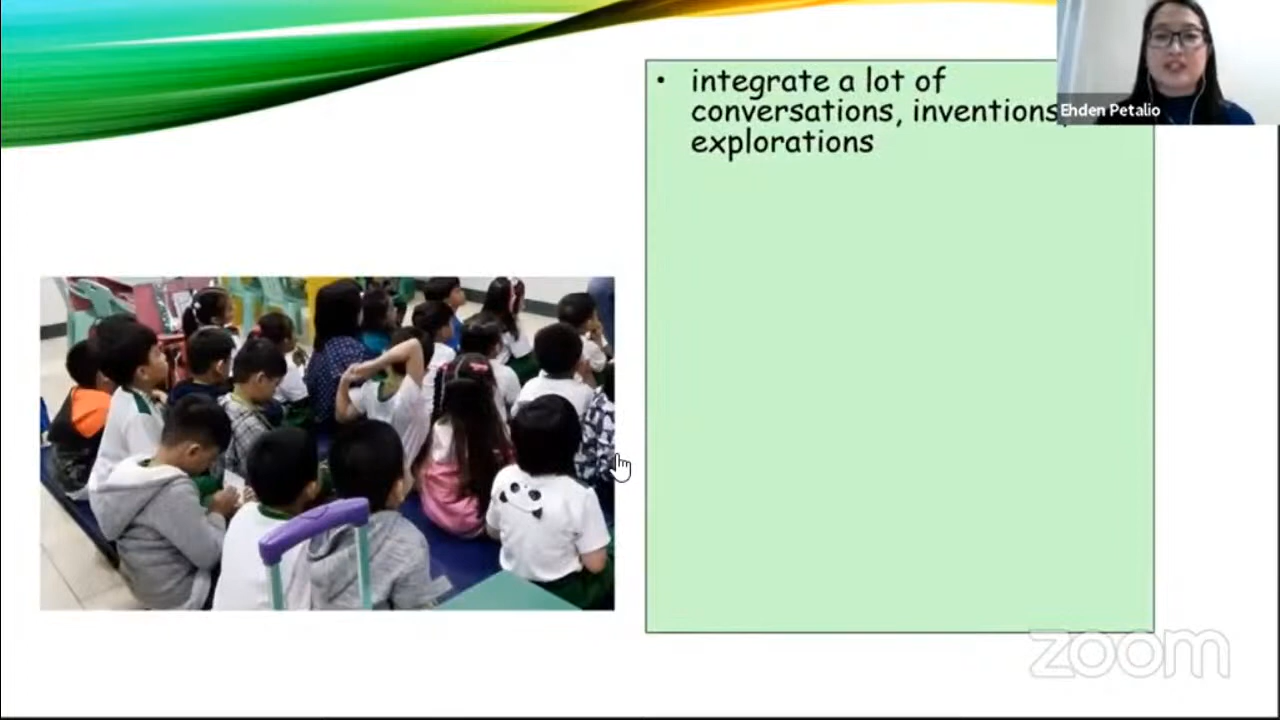 • integrate a lot of
conversations, inventions,
explorations
Ehden Petalio
zoom